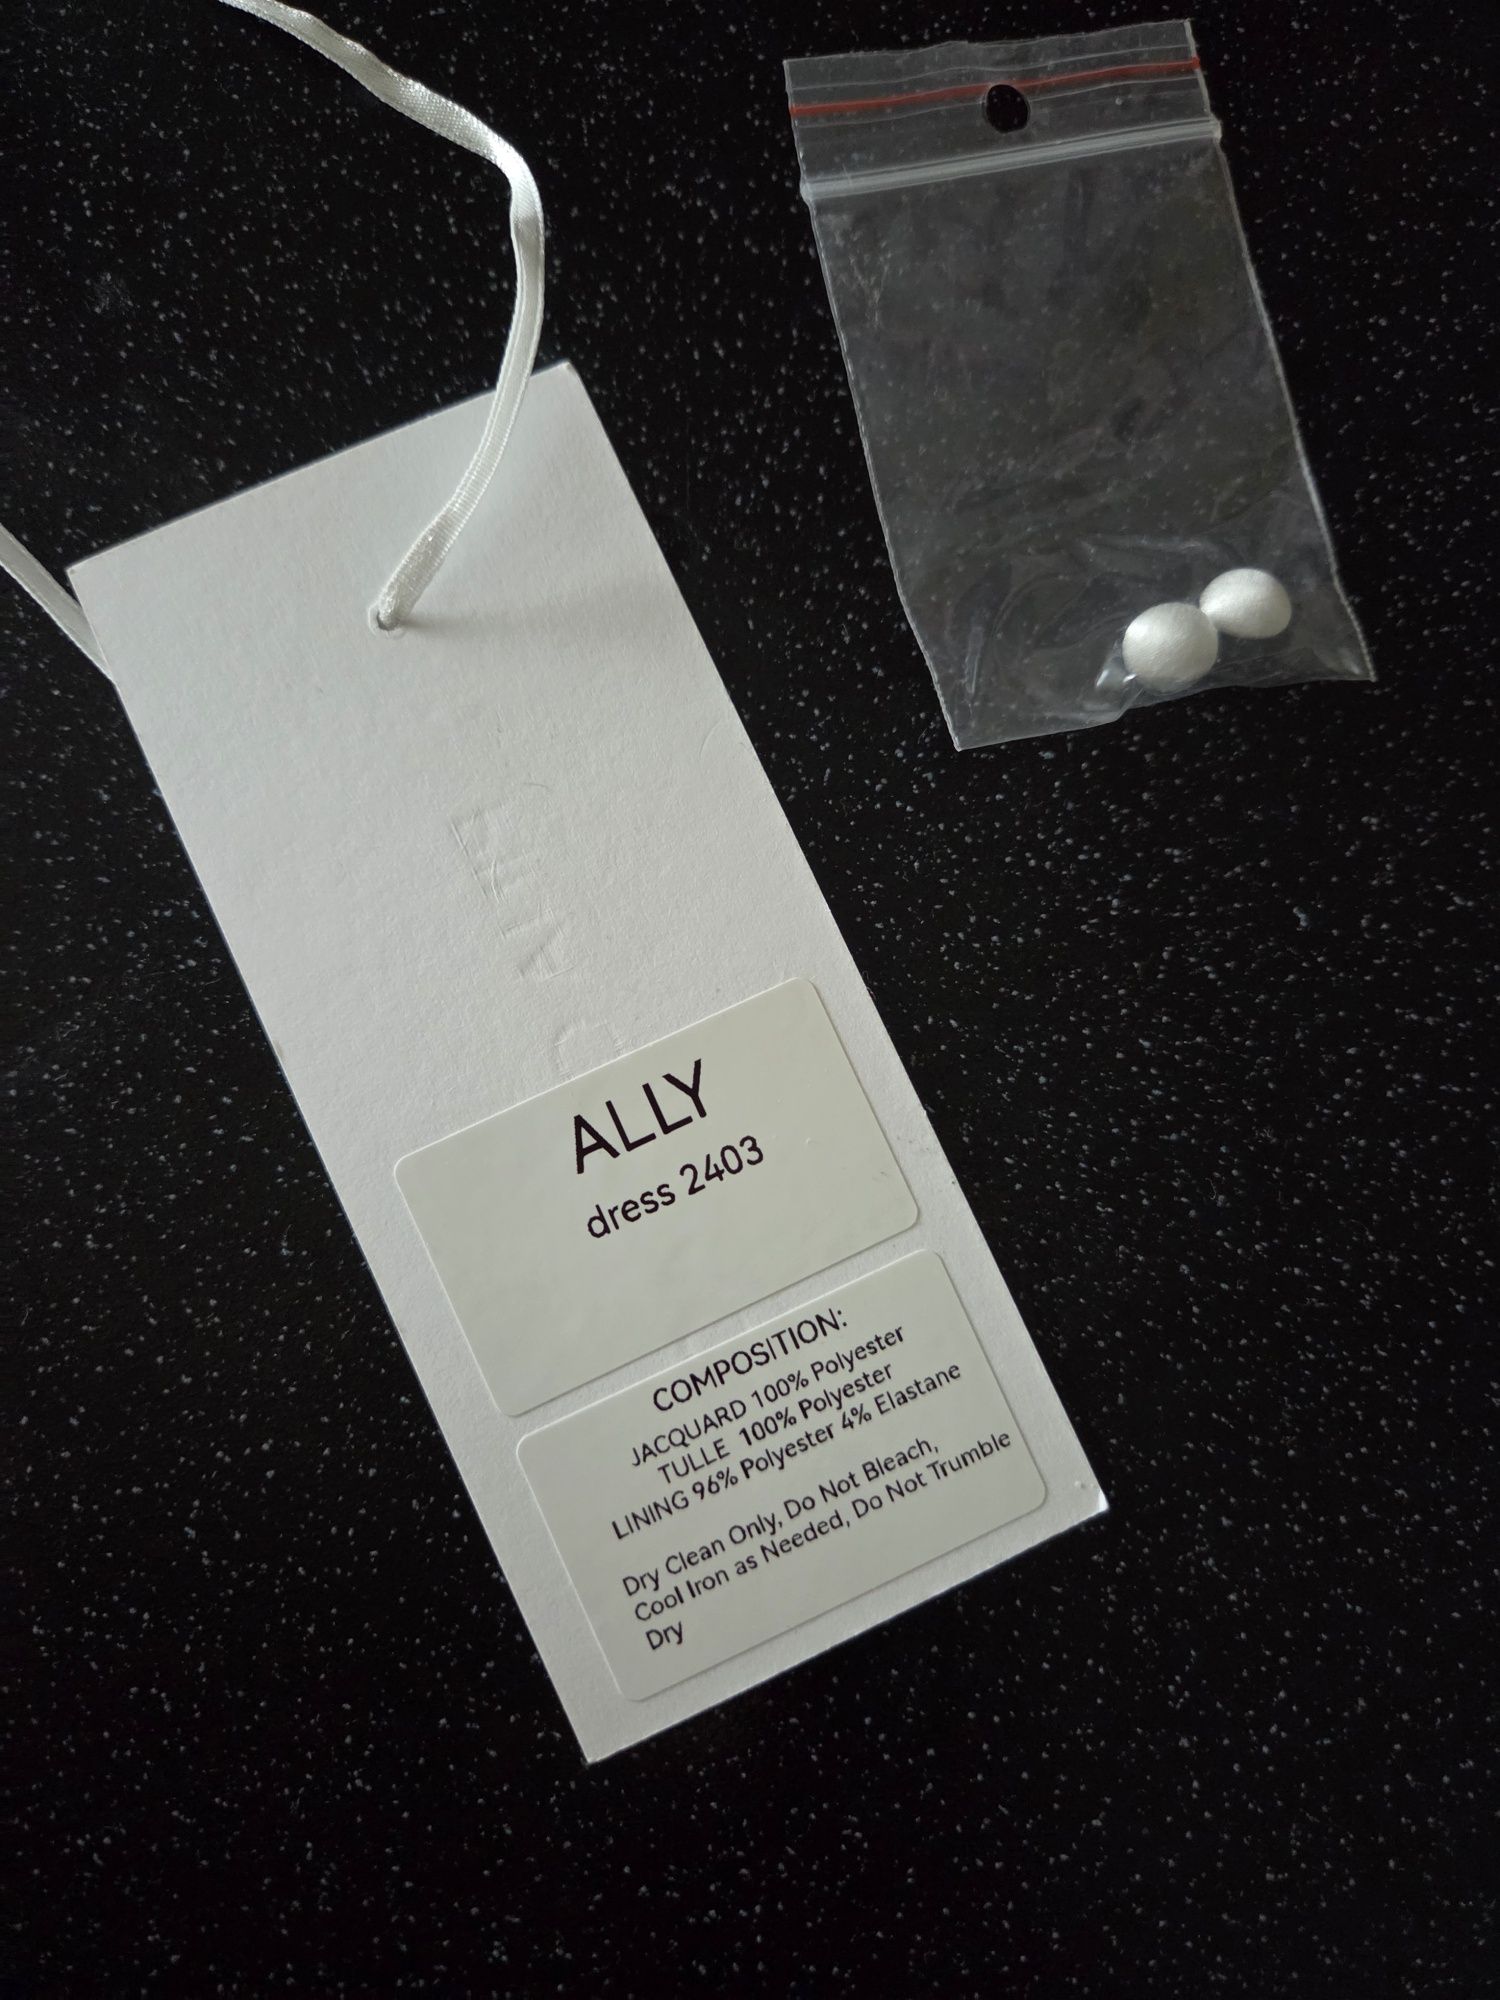 ALLY
dress 2403
COMPOSITION:
JACQUARD 100% Polyester
TULLE 100% Polyester
LINING 96% Polyester 4% Elastane
Dry Clean Only, Do Not Bleach,
Cool Iron as Needed, Do Not Trumble
Dry